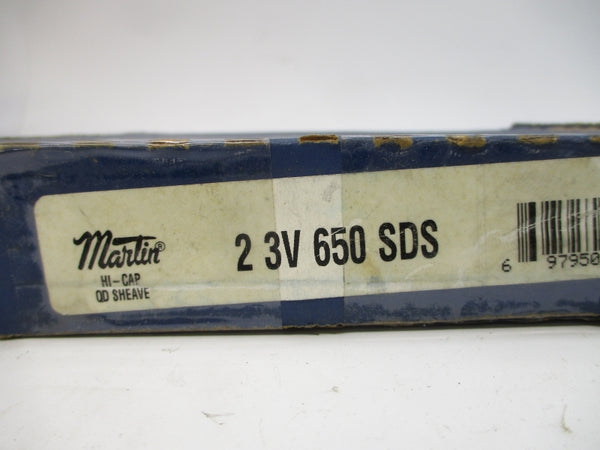 Martin®
HI-CAP
QD SHEAVE
2 3V 650 SDS
6 97950